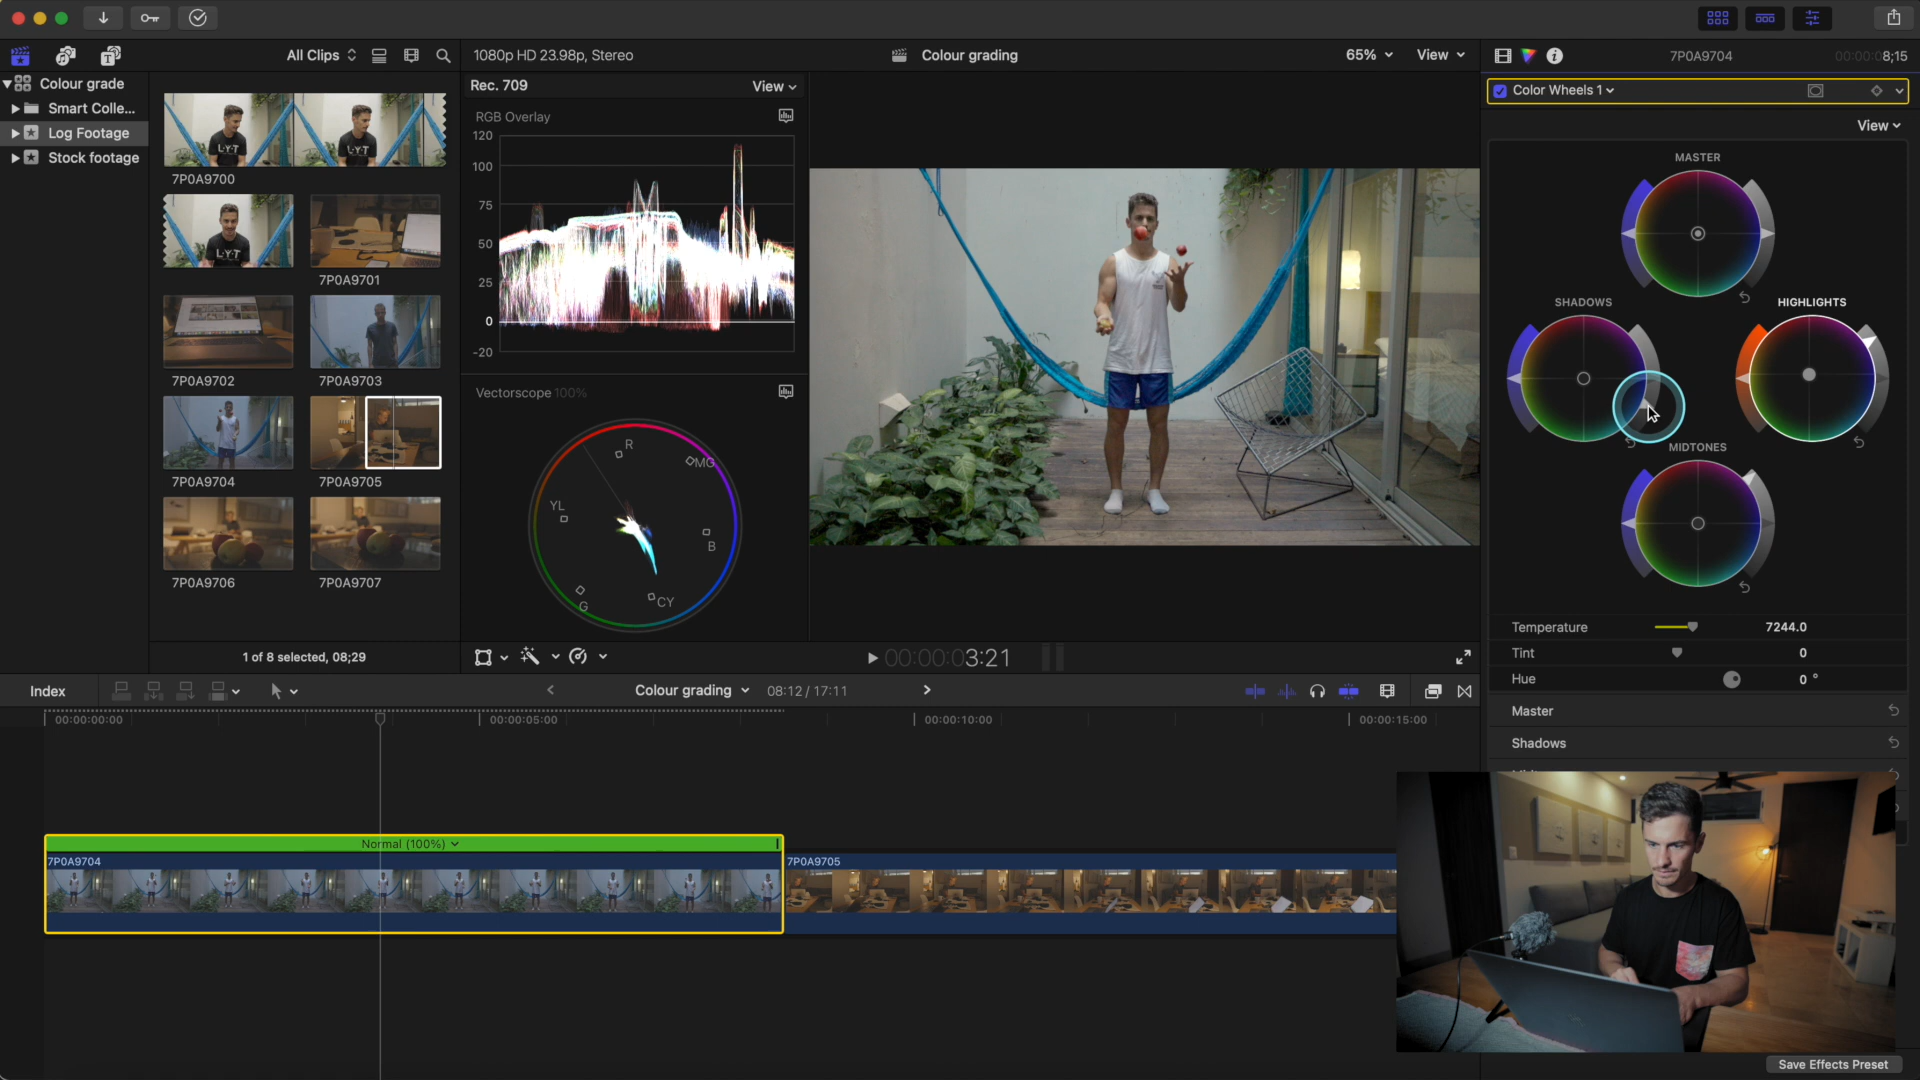 All Clips
1080p HD 23.98p, Stereo
Colour grading
65%
View
7P0A9704
00:00:08;15
Colour grade
Smart Colle...
Log Footage
Stock footage
L.Y.T
L.Y.T
7P0A9700
L.Y.T
7P0A9701
7P0A9702
7P0A9703
7P0A9704
7P0A9705
7P0A9706
7P0A9707
1 of 8 selected, 08;29
Rec. 709
View
RGB Overlay
120
100
75
50
25
0
-20
Vectorscope 100%
R
MG
YL
B
G
CY
00:00:03:21
Color Wheels 1
View
MASTER
SHADOWS
HIGHLIGHTS
MIDTONES
Temperature 7244.0
Tint 0
Hue 0 °
Master
Shadows
Index
Colour grading
08:12 / 17:11
00:00:00:00
00:00:05:00
00:00:10:00
00:00:15:00
Normal (100%)
7P0A9704
7P0A9705
Save Effects Preset